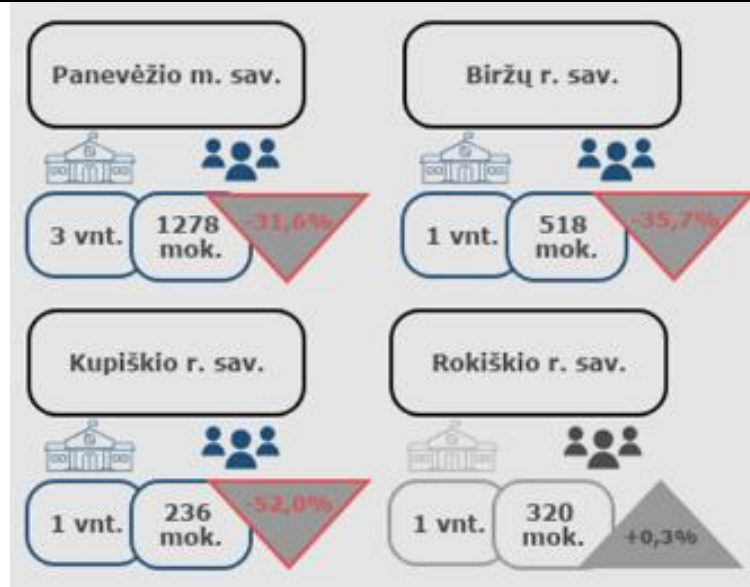 Panevėžio m. sav.
Biržų r. sav.
3 vnt.
1278
mok.
-31,6%
1 vnt.
518
mok.
-35,7%
Kupiškio r. sav.
Rokiškio r. sav.
1 vnt.
236
mok.
-52,0%
1 vnt.
320
mok.
+0,3%